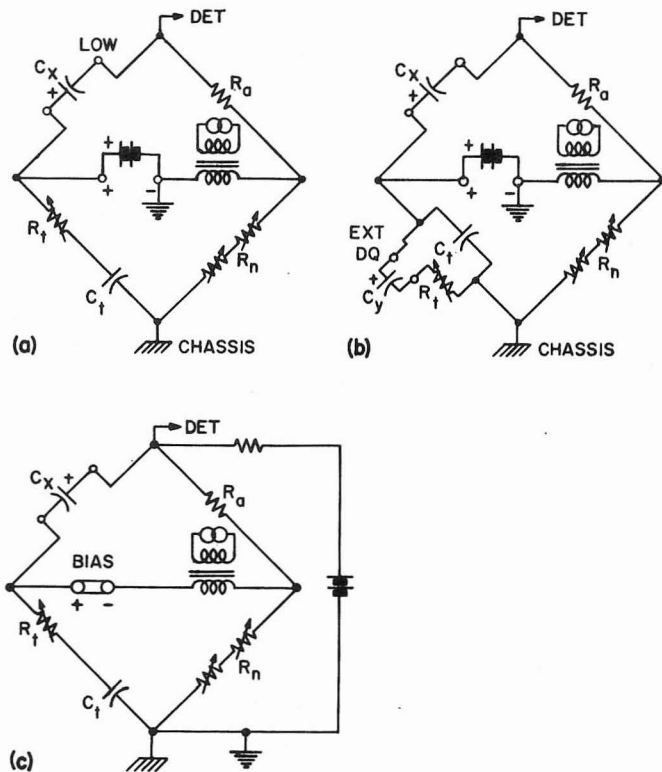 DET
LOW
Cx
+
Ra
+
+
-
Rt
Ct
Rn
(a)
CHASSIS
DET
Cx
+
Ra
+
+
-
EXT
DQ
Ct
+
Cy
Rt
Rn
(b)
CHASSIS
DET
Cx +
Ra
BIAS
+ -
Rt
Ct
Rn
(c)